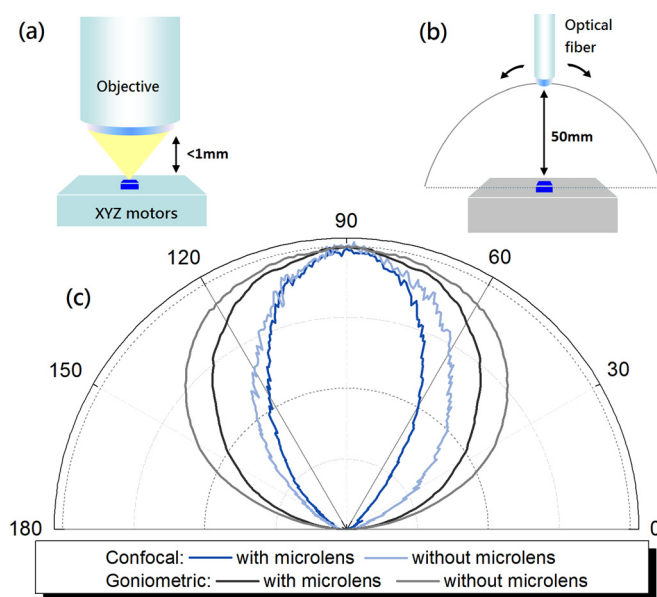 (a)
Objective
<1mm
XYZ motors
(b)
Optical
fiber
50mm
(c)
90
120
60
150
30
180
0
Confocal: with microlens without microlens
Goniometric: with microlens without microlens